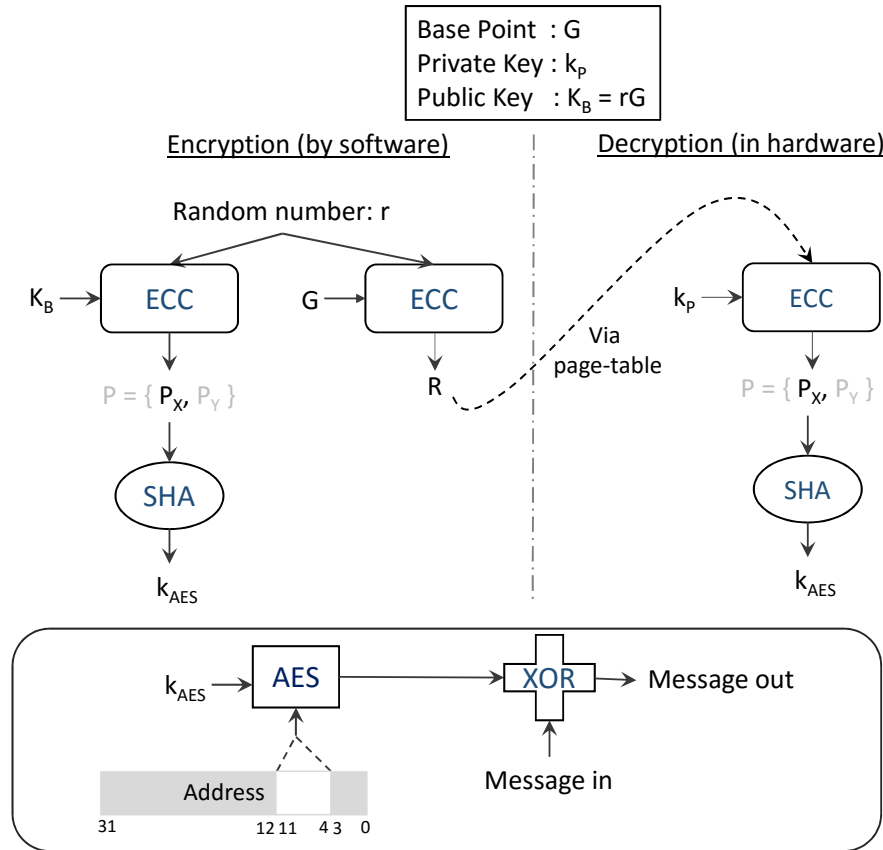 Base Point : G
Private Key : kP
Public Key : KB = rG
Encryption (by software)
Decryption (in hardware)
Random number: r
KB
ECC
G
ECC
kP
ECC
Via
page-table
P = { PX, PY }
R
P = { PX, PY }
SHA
SHA
kAES
kAES
kAES
AES
XOR
Message out
Message in
Address
31
12 11
4 3
0